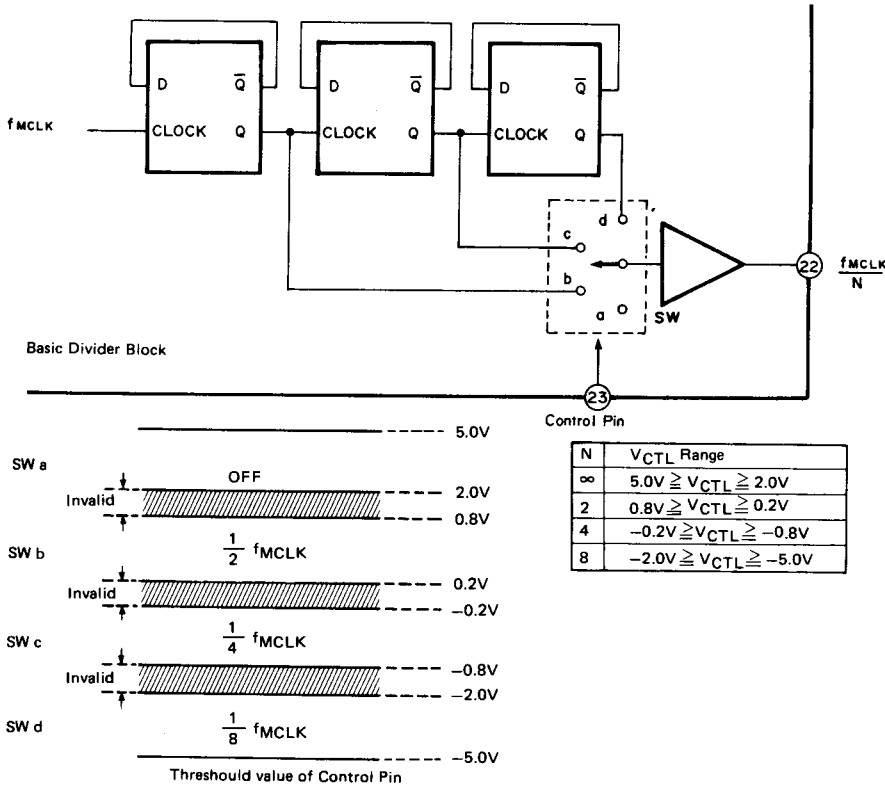 D Q̅ D Q̅ D Q̅
fMCLK CLOCK Q CLOCK Q CLOCK Q
d
c
b
a
SW
22
fMCLK
N
Basic Divider Block
23
Control Pin
5.0V
SW a
OFF
Invalid
2.0V
0.8V
SW b
1/2 fMCLK
Invalid
0.2V
−0.2V
SW c
1/4 fMCLK
Invalid
−0.8V
−2.0V
SW d
1/8 fMCLK
−5.0V
Threshould value of Control Pin
N VCTL Range
∞ 5.0V ≧ VCTL ≧ 2.0V
2 0.8V ≧ VCTL ≧ 0.2V
4 −0.2V ≧ VCTL ≧ −0.8V
8 −2.0V ≧ VCTL ≧ −5.0V